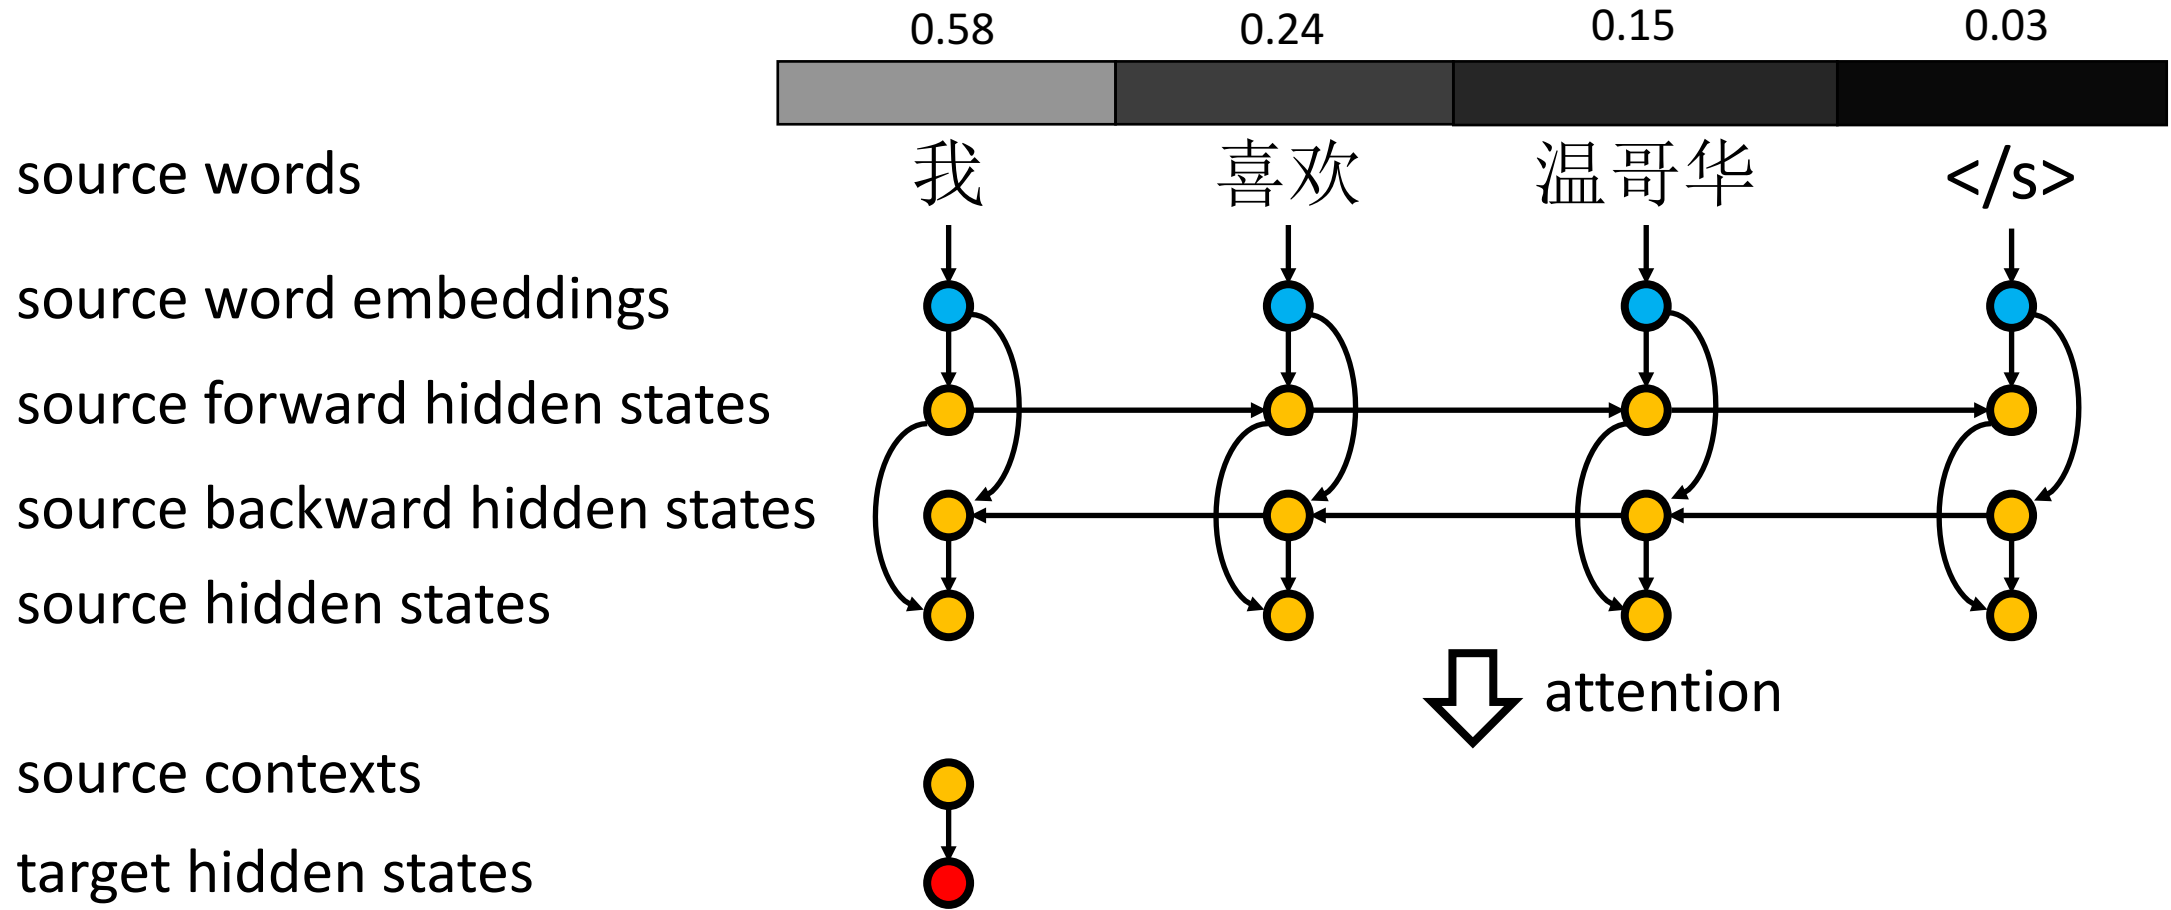 0.58 0.24 0.15 0.03
source words 我 喜欢 温哥华 </s>
source word embeddings
source forward hidden states
source backward hidden states
source hidden states
attention
source contexts
target hidden states